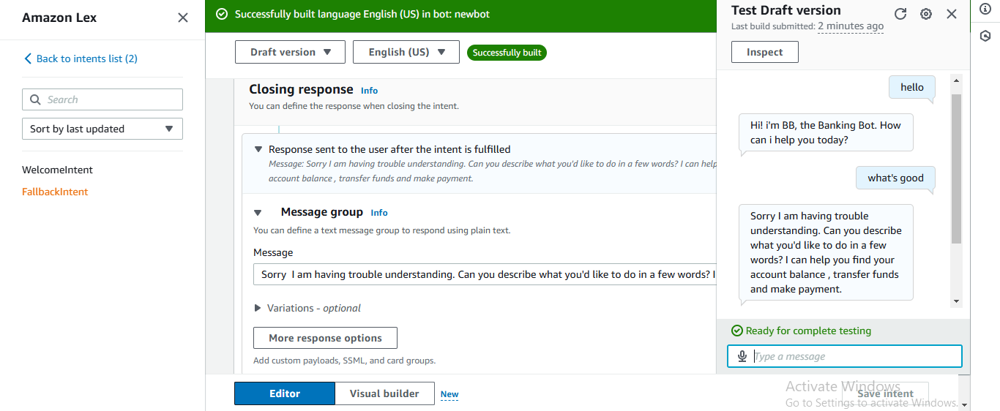 Amazon Lex
Back to intents list (2)
Search
Sort by last updated
WelcomeIntent
FallbackIntent
Successfully built language English (US) in bot: newbot
Draft version
English (US)
Successfully built
Closing response Info
You can define the response when closing the intent.
Response sent to the user after the intent is fulfilled
Message: Sorry I am having trouble understanding. Can you describe what you'd like to do in a few words? I can help
account balance , transfer funds and make payment.
Message group Info
You can define a text message group to respond using plain text.
Message
Sorry  I am having trouble understanding. Can you describe what you'd like to do in a few words? I
Variations - optional
More response options
Add custom payloads, SSML, and card groups.
Editor
Visual builder
New
Test Draft version
Last build submitted: 2 minutes ago
Inspect
hello
Hi! i'm BB, the Banking Bot. How
can i help you today?
what's good
Sorry I am having trouble
understanding. Can you describe
what you'd like to do in a few
words? I can help you find your
account balance , transfer funds
and make payment.
Ready for complete testing
Type a message
Activate Windows
Save intent
Go to Settings to activate Windows.